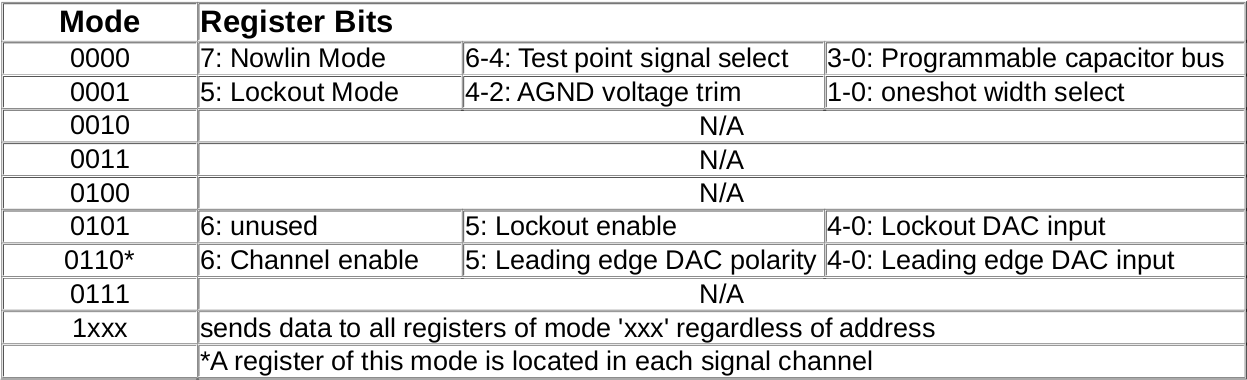 Mode Register Bits
0000 7: Nowlin Mode 6-4: Test point signal select 3-0: Programmable capacitor bus
0001 5: Lockout Mode 4-2: AGND voltage trim 1-0: oneshot width select
0010 N/A
0011 N/A
0100 N/A
0101 6: unused 5: Lockout enable 4-0: Lockout DAC input
0110* 6: Channel enable 5: Leading edge DAC polarity 4-0: Leading edge DAC input
0111 N/A
1xxx sends data to all registers of mode 'xxx' regardless of address
*A register of this mode is located in each signal channel